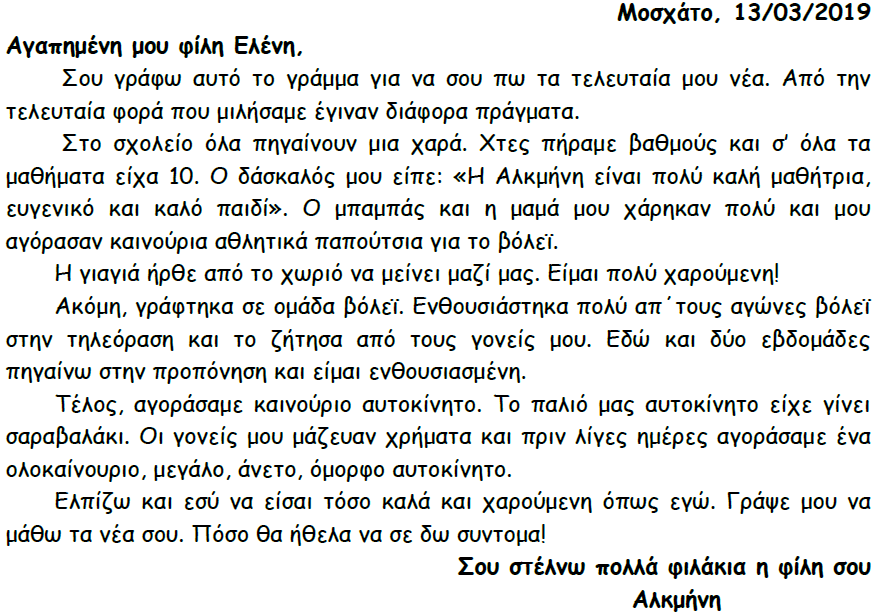 Μοσχάτο, 13/03/2019
Αγαπημένη μου φίλη Ελένη,
Σου γράφω αυτό το γράμμα για να σου πω τα τελευταία μου νέα. Από την
τελευταία φορά που μιλήσαμε έγιναν διάφορα πράγματα.
Στο σχολείο όλα πηγαίνουν μια χαρά. Χτες πήραμε βαθμούς και σ' όλα τα
μαθήματα είχα 10. Ο δάσκαλός μου είπε: «Η Αλκμήνη είναι πολύ καλή μαθήτρια,
ευγενικό και καλό παιδί». Ο μπαμπάς και η μαμά μου χάρηκαν πολύ και μου
αγόρασαν καινούρια αθλητικά παπούτσια για το βόλεϊ.
Η γιαγιά ήρθε από το χωριό να μείνει μαζί μας. Είμαι πολύ χαρούμενη!
Ακόμη, γράφτηκα σε ομάδα βόλεϊ. Ενθουσιάστηκα πολύ απ΄τους αγώνες βόλεϊ
στην τηλεόραση και το ζήτησα από τους γονείς μου. Εδώ και δύο εβδομάδες
πηγαίνω στην προπόνηση και είμαι ενθουσιασμένη.
Τέλος, αγοράσαμε καινούριο αυτοκίνητο. Το παλιό μας αυτοκίνητο είχε γίνει
σαραβαλάκι. Οι γονείς μου μάζευαν χρήματα και πριν λίγες ημέρες αγοράσαμε ένα
ολοκαίνουριο, μεγάλο, άνετο, όμορφο αυτοκίνητο.
Ελπίζω και εσύ να είσαι τόσο καλά και χαρούμενη όπως εγώ. Γράψε μου να
μάθω τα νέα σου. Πόσο θα ήθελα να σε δω συντομα!
Σου στέλνω πολλά φιλάκια η φίλη σου
Αλκμήνη